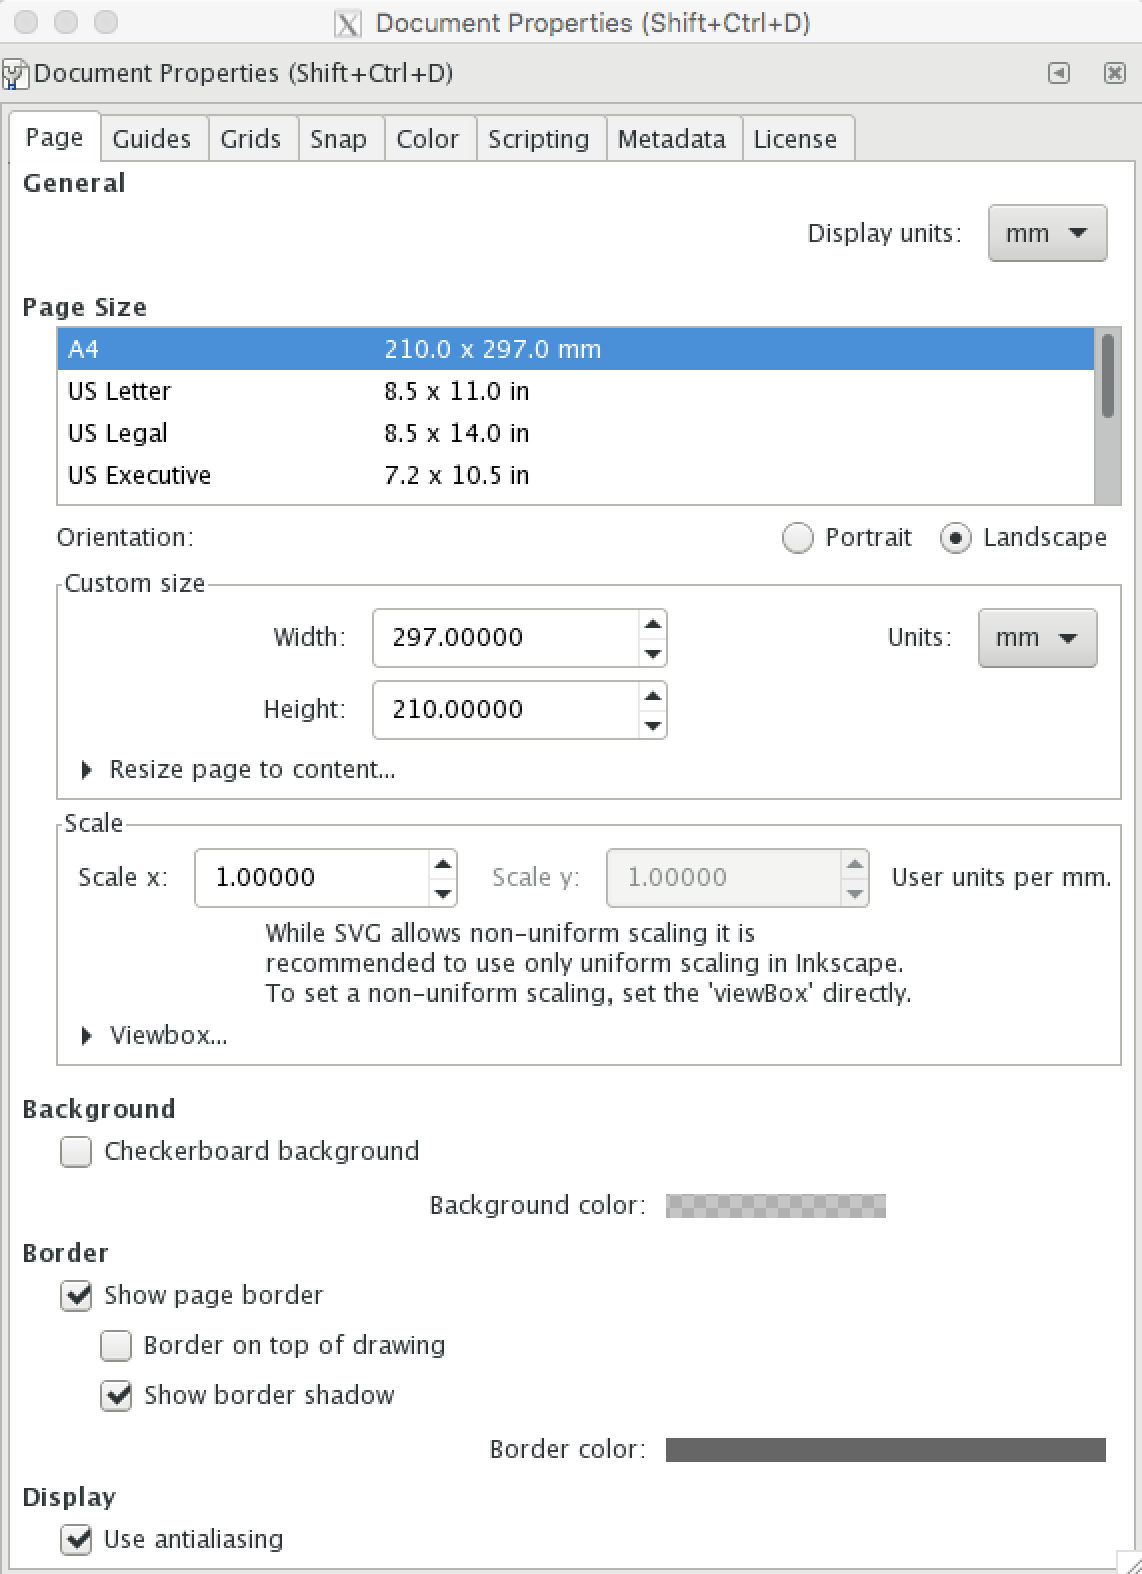 Document Properties (Shift+Ctrl+D)
Document Properties (Shift+Ctrl+D)
Page Guides Grids Snap Color Scripting Metadata License
General
Display units: mm
Page Size
A4 210.0 x 297.0 mm
US Letter 8.5 x 11.0 in
US Legal 8.5 x 14.0 in
US Executive 7.2 x 10.5 in
Orientation: Portrait Landscape
Custom size
Width: 297.00000 Units: mm
Height: 210.00000
Resize page to content...
Scale
Scale x: 1.00000 Scale y: 1.00000 User units per mm.
While SVG allows non-uniform scaling it is
recommended to use only uniform scaling in Inkscape.
To set a non-uniform scaling, set the 'viewBox' directly.
Viewbox...
Background
Checkerboard background
Background color:
Border
Show page border
Border on top of drawing
Show border shadow
Border color:
Display
Use antialiasing